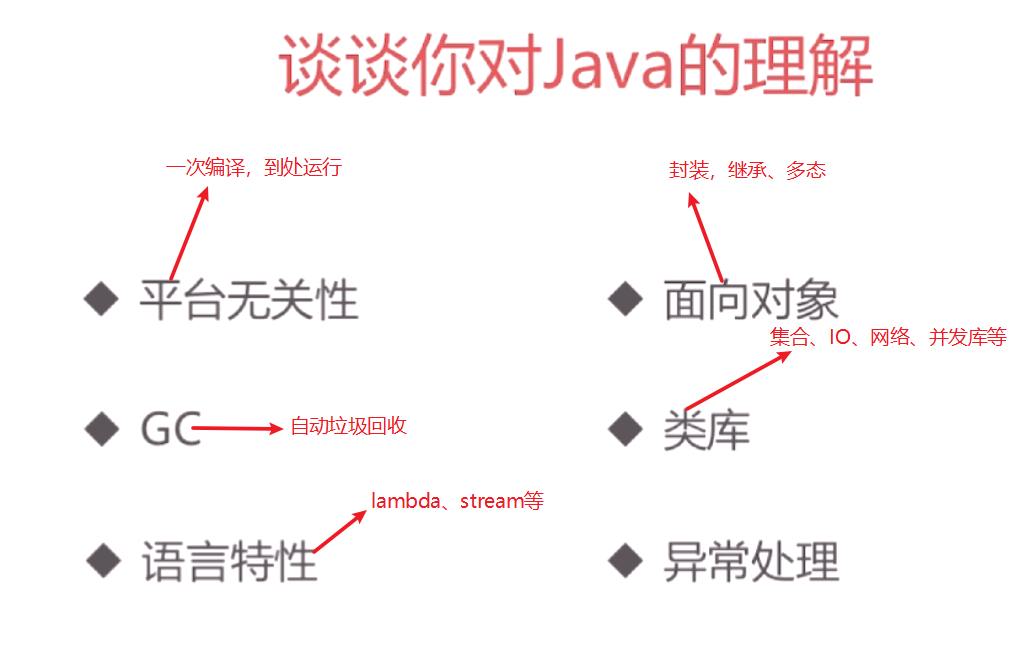 谈谈你对Java的理解
一次编译，到处运行
封装，继承、多态
平台无关性
面向对象
集合、IO、网络、并发库等
GC
自动垃圾回收
类库
lambda、stream等
语言特性
异常处理